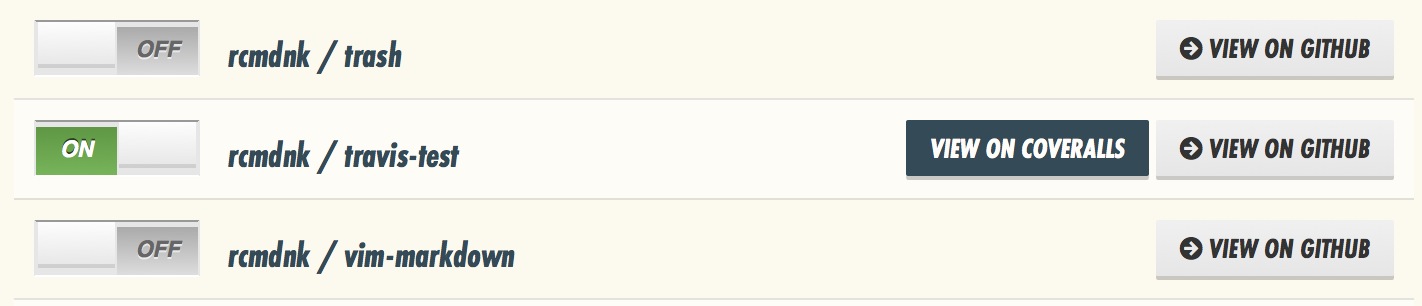 OFF rcmdnk / trash VIEW ON GITHUB
ON rcmdnk / travis-test VIEW ON COVERALLS VIEW ON GITHUB
OFF rcmdnk / vim-markdown VIEW ON GITHUB